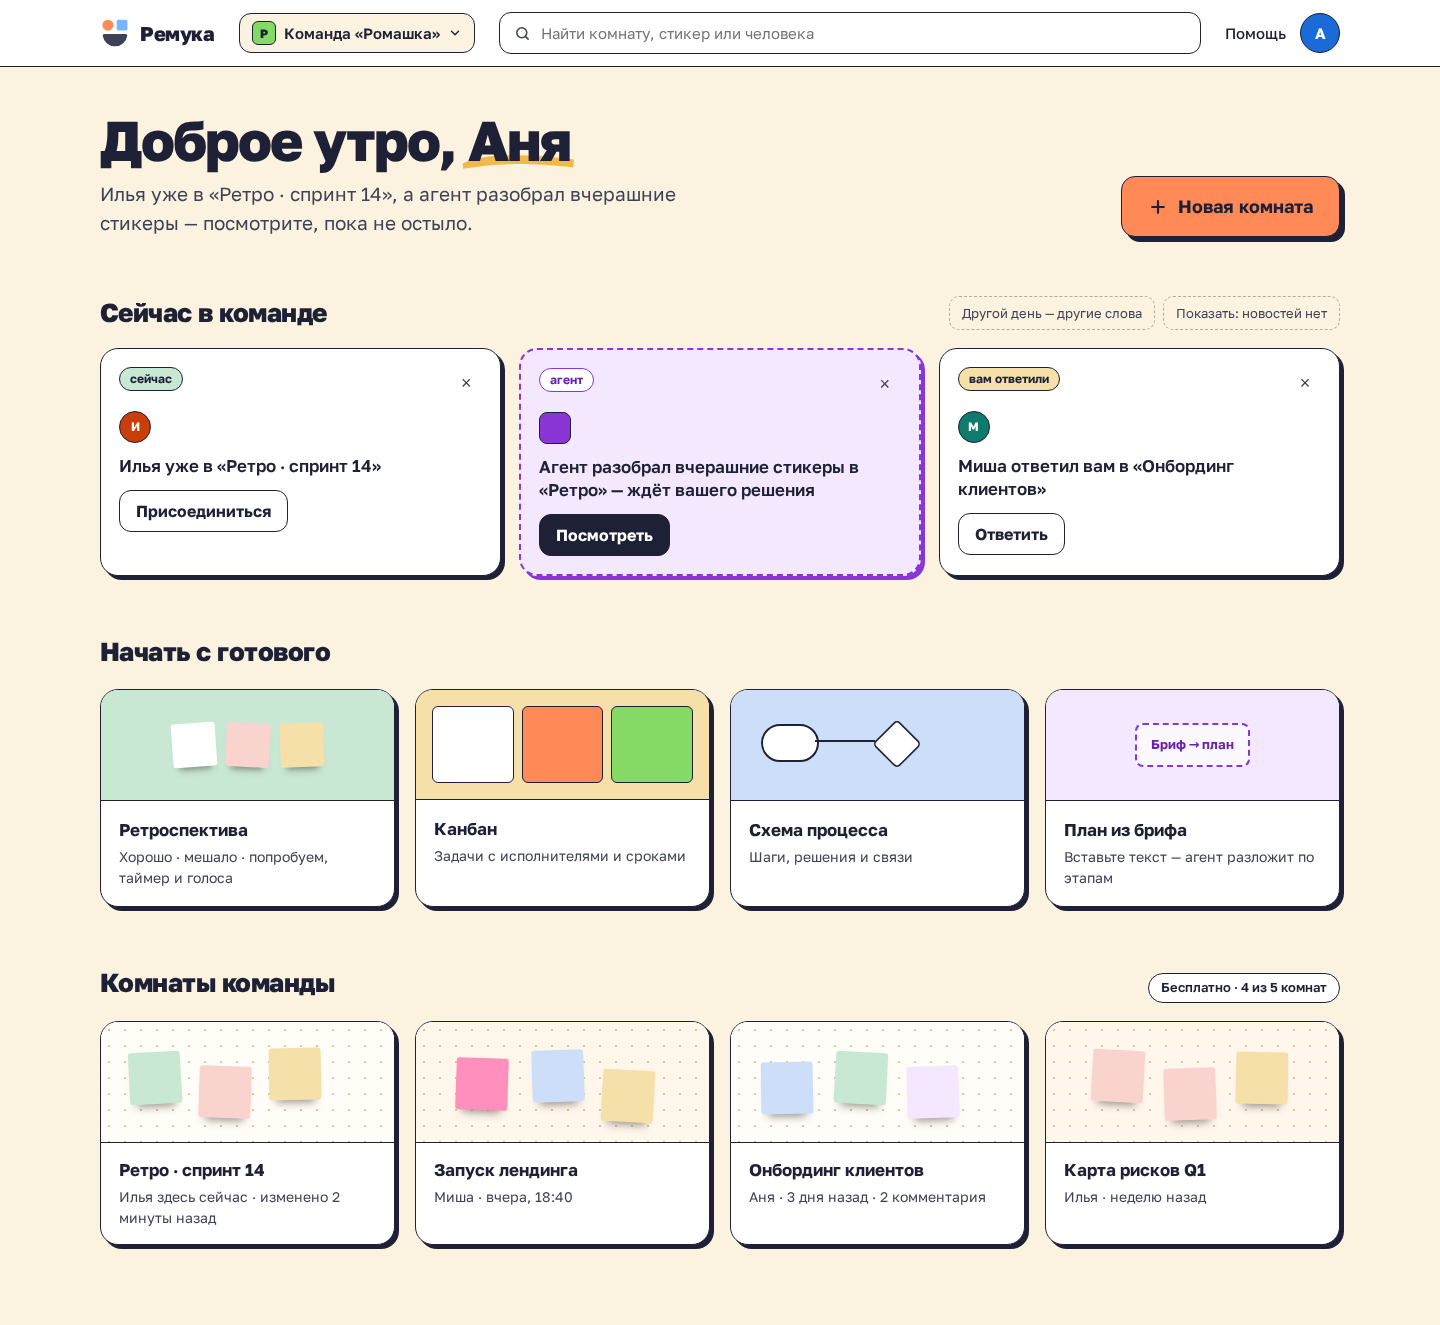 Ремука
Р Команда «Ромашка»
Найти комнату, стикер или человека
Помощь
А
Доброе утро, Аня
Илья уже в «Ретро · спринт 14», а агент разобрал вчерашние
стикеры — посмотрите, пока не остыло.
+ Новая комната
Сейчас в команде
Другой день — другие слова
Показать: новостей нет
сейчас
×
И
Илья уже в «Ретро · спринт 14»
Присоединиться
агент
×
Агент разобрал вчерашние стикеры в
«Ретро» — ждёт вашего решения
Посмотреть
вам ответили
×
М
Миша ответил вам в «Онбординг
клиентов»
Ответить
Начать с готового
Ретроспектива
Хорошо · мешало · попробуем,
таймер и голоса
Канбан
Задачи с исполнителями и сроками
Схема процесса
Шаги, решения и связи
Бриф → план
План из брифа
Вставьте текст — агент разложит по
этапам
Комнаты команды
Бесплатно · 4 из 5 комнат
Ретро · спринт 14
Илья здесь сейчас · изменено 2
минуты назад
Запуск лендинга
Миша · вчера, 18:40
Онбординг клиентов
Аня · 3 дня назад · 2 комментария
Карта рисков Q1
Илья · неделю назад